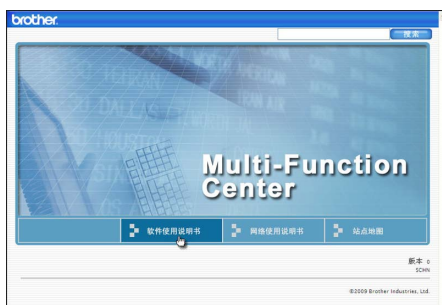 brother.
搜索
Multi-Function
Center
软件使用说明书 网络使用说明书 站点地图
版本 0
SCHN
©2009 Brother Industries, Ltd.